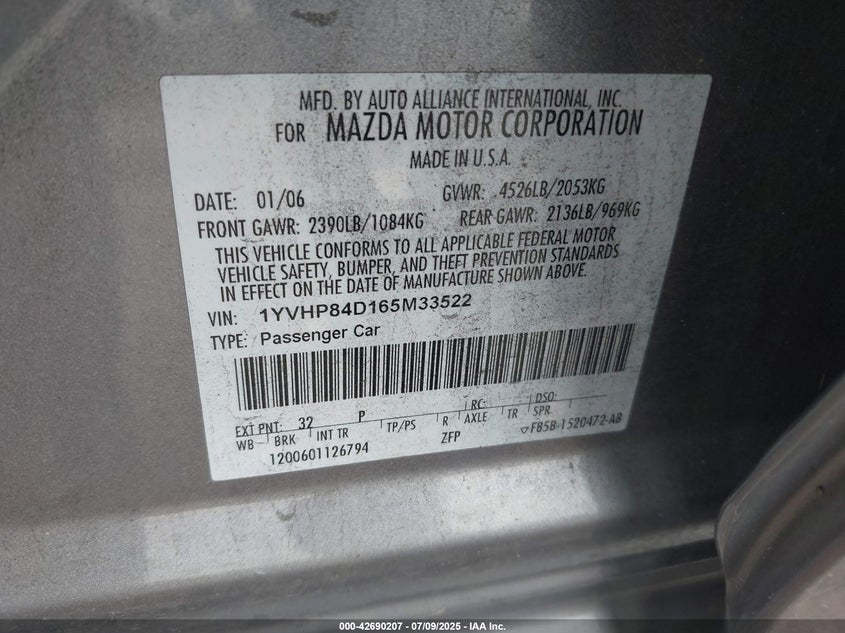 MFD. BY AUTO ALLIANCE INTERNATIONAL, INC.
FOR MAZDA MOTOR CORPORATION
MADE IN U.S.A.
DATE: 01/06 GVWR: 4526LB/2053KG
FRONT GAWR: 2390LB/1084KG REAR GAWR: 2136LB/969KG
THIS VEHICLE CONFORMS TO ALL APPLICABLE FEDERAL MOTOR
VEHICLE SAFETY, BUMPER, AND THEFT PREVENTION STANDARDS
IN EFFECT ON THE DATE OF MANUFACTURE SHOWN ABOVE.
VIN: 1YVHP84D165M33522
TYPE: Passenger Car
EXT PNT: 32 P RC: DSO:
WB BRK INT TR TP/PS R AXLE TR SPR
1200601126794 ZFP ▽F85B-1520472-AB
000-42690207 - 07/09/2025 - IAA Inc.